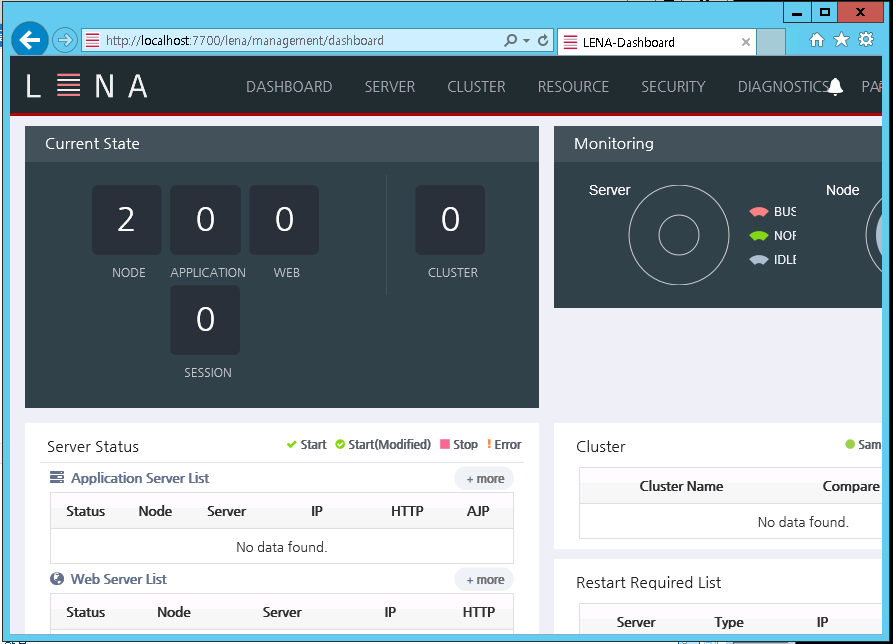 http://localhost:7700/lena/management/dashboard
LENA-Dashboard
LENA
DASHBOARD SERVER CLUSTER RESOURCE SECURITY DIAGNOSTICS PA
Current State
2 0 0 0
NODE APPLICATION WEB CLUSTER
0
SESSION
Monitoring
Server Node
BUS
NOR
IDLE
Server Status Start Start(Modified) Stop Error
Application Server List + more
Status Node Server IP HTTP AJP
No data found.
Web Server List + more
Status Node Server IP HTTP
Cluster Sam
Cluster Name Compare
No data found.
Restart Required List
Server Type IP